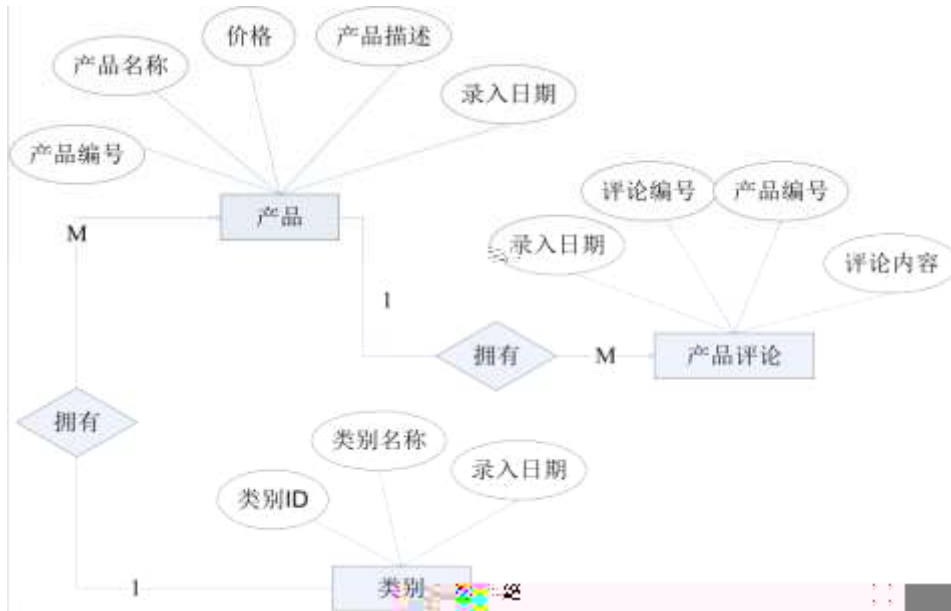 价格
产品描述
产品名称
录入日期
产品编号
产品
评论编号
产品编号
M
录入日期
评论内容
1
拥有
M
产品评论
拥有
类别名称
录入日期
类别ID
1
类别